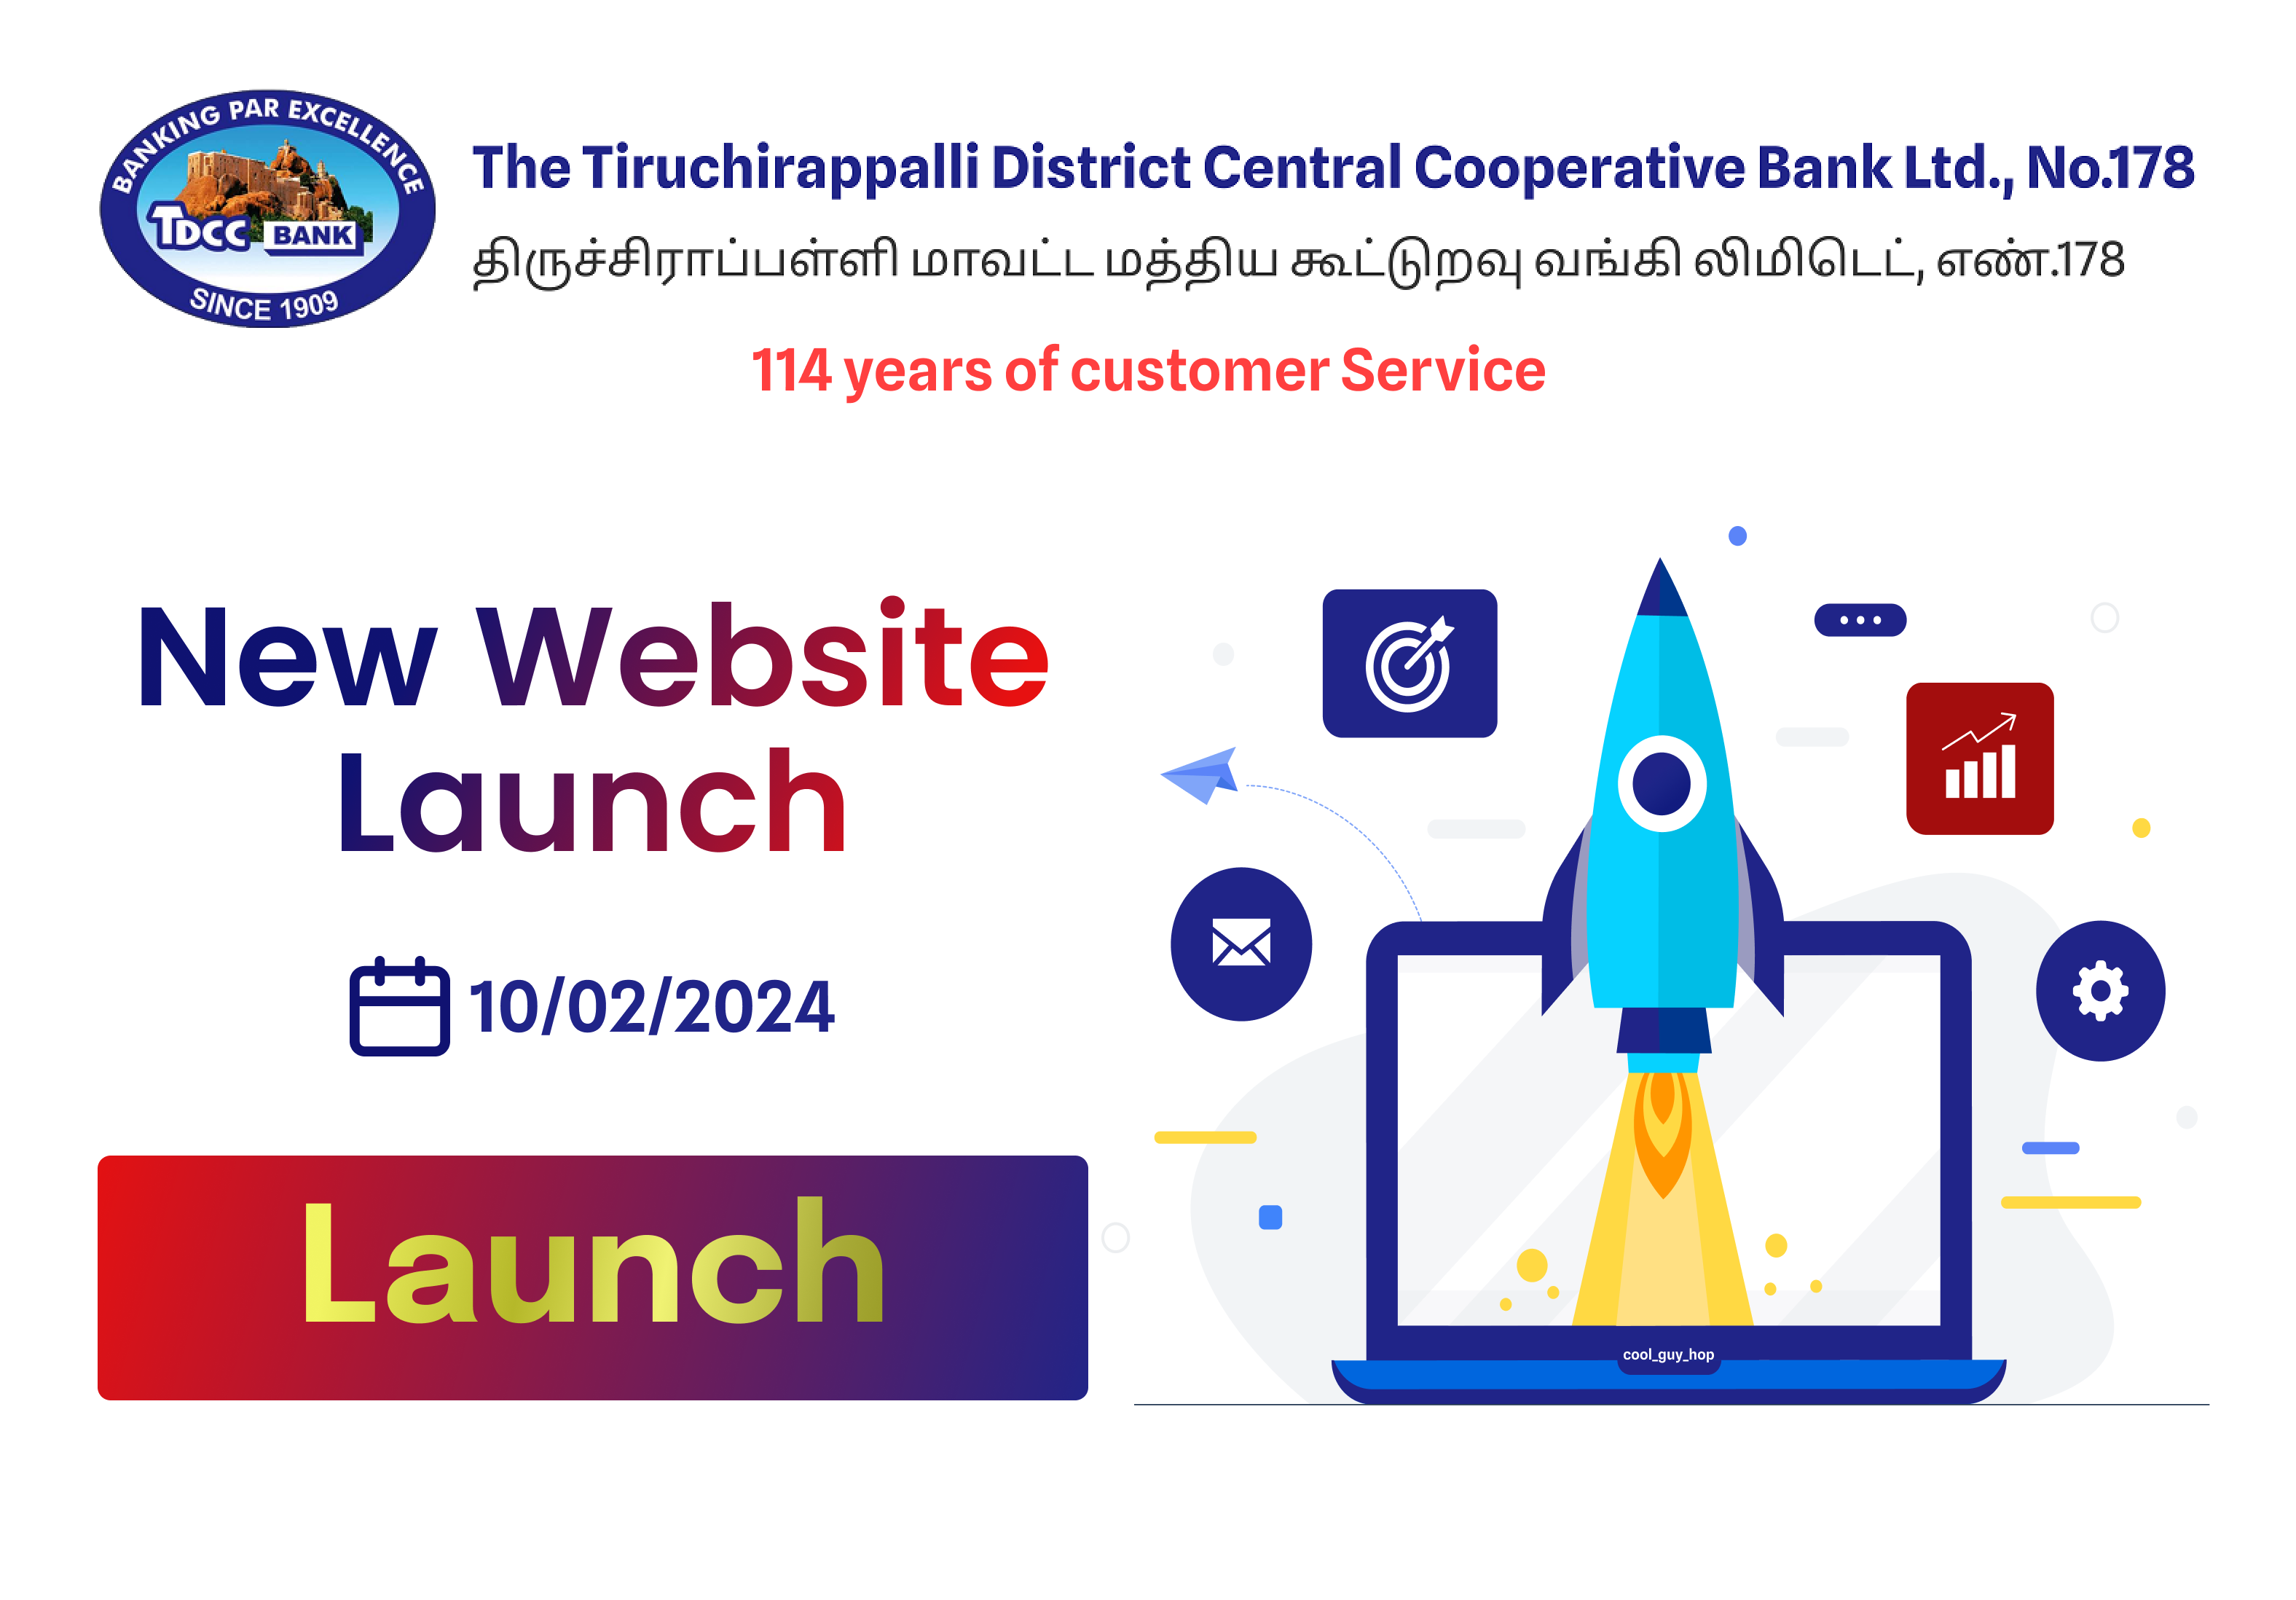 BANKING PAR EXCELLENCE
TDCC BANK
SINCE 1909
The Tiruchirappalli District Central Cooperative Bank Ltd., No.178
திருச்சிராப்பள்ளி மாவட்ட மத்திய கூட்டுறவு வங்கி லிமிடெட், எண்.178
114 years of customer Service
New Website
Launch
10/02/2024
Launch
cool_guy_hop